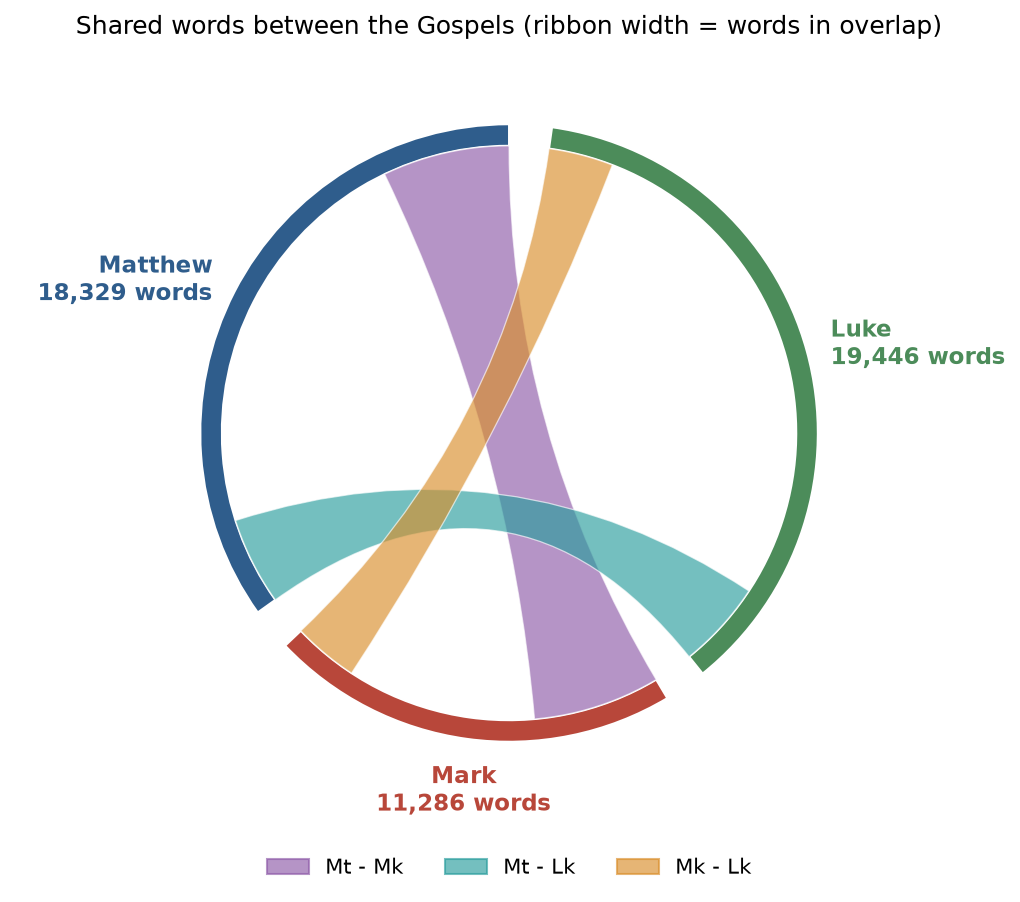 Shared words between the Gospels (ribbon width = words in overlap)
Matthew
18,329 words
Luke
19,446 words
Mark
11,286 words
Mt - Mk
Mt - Lk
Mk - Lk